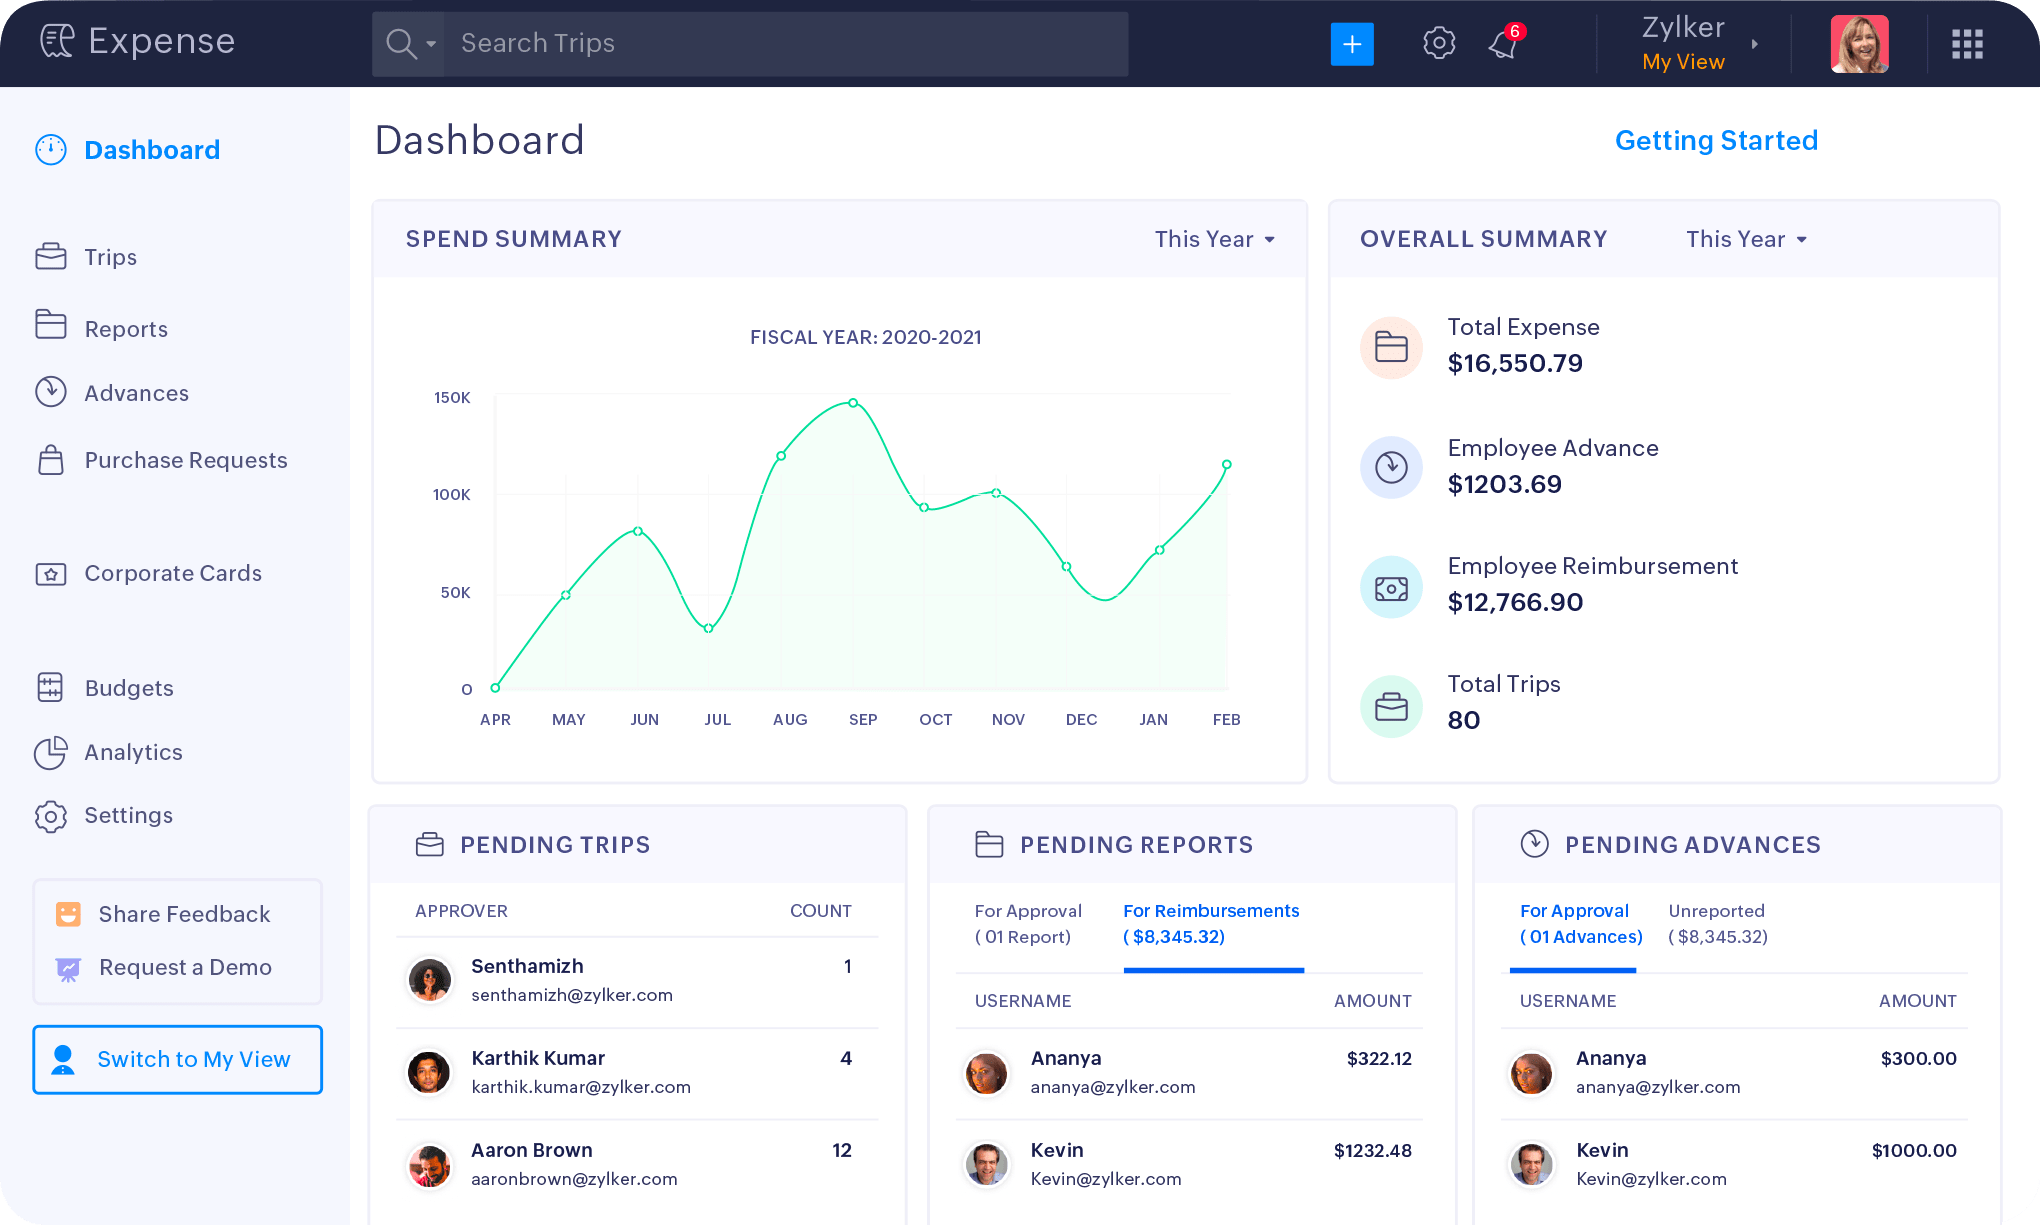 Expense
Search Trips
6
Zylker
My View
Dashboard
Trips
Reports
Advances
Purchase Requests
Corporate Cards
Budgets
Analytics
Settings
Share Feedback
Request a Demo
Switch to My View
Dashboard
Getting Started
SPEND SUMMARY
This Year
FISCAL YEAR: 2020-2021
150K
100K
50K
0
APR MAY JUN JUL AUG SEP OCT NOV DEC JAN FEB
OVERALL SUMMARY
This Year
Total Expense
$16,550.79
Employee Advance
$1203.69
Employee Reimbursement
$12,766.90
Total Trips
80
PENDING TRIPS
APPROVER COUNT
Senthamizh 1
senthamizh@zylker.com
Karthik Kumar 4
karthik.kumar@zylker.com
Aaron Brown 12
aaronbrown@zylker.com
PENDING REPORTS
For Approval For Reimbursements
( 01 Report) ( $8,345.32)
USERNAME AMOUNT
Ananya $322.12
ananya@zylker.com
Kevin $1232.48
Kevin@zylker.com
PENDING ADVANCES
For Approval Unreported
( 01 Advances) ( $8,345.32)
USERNAME AMOUNT
Ananya $300.00
ananya@zylker.com
Kevin $1000.00
Kevin@zylker.com